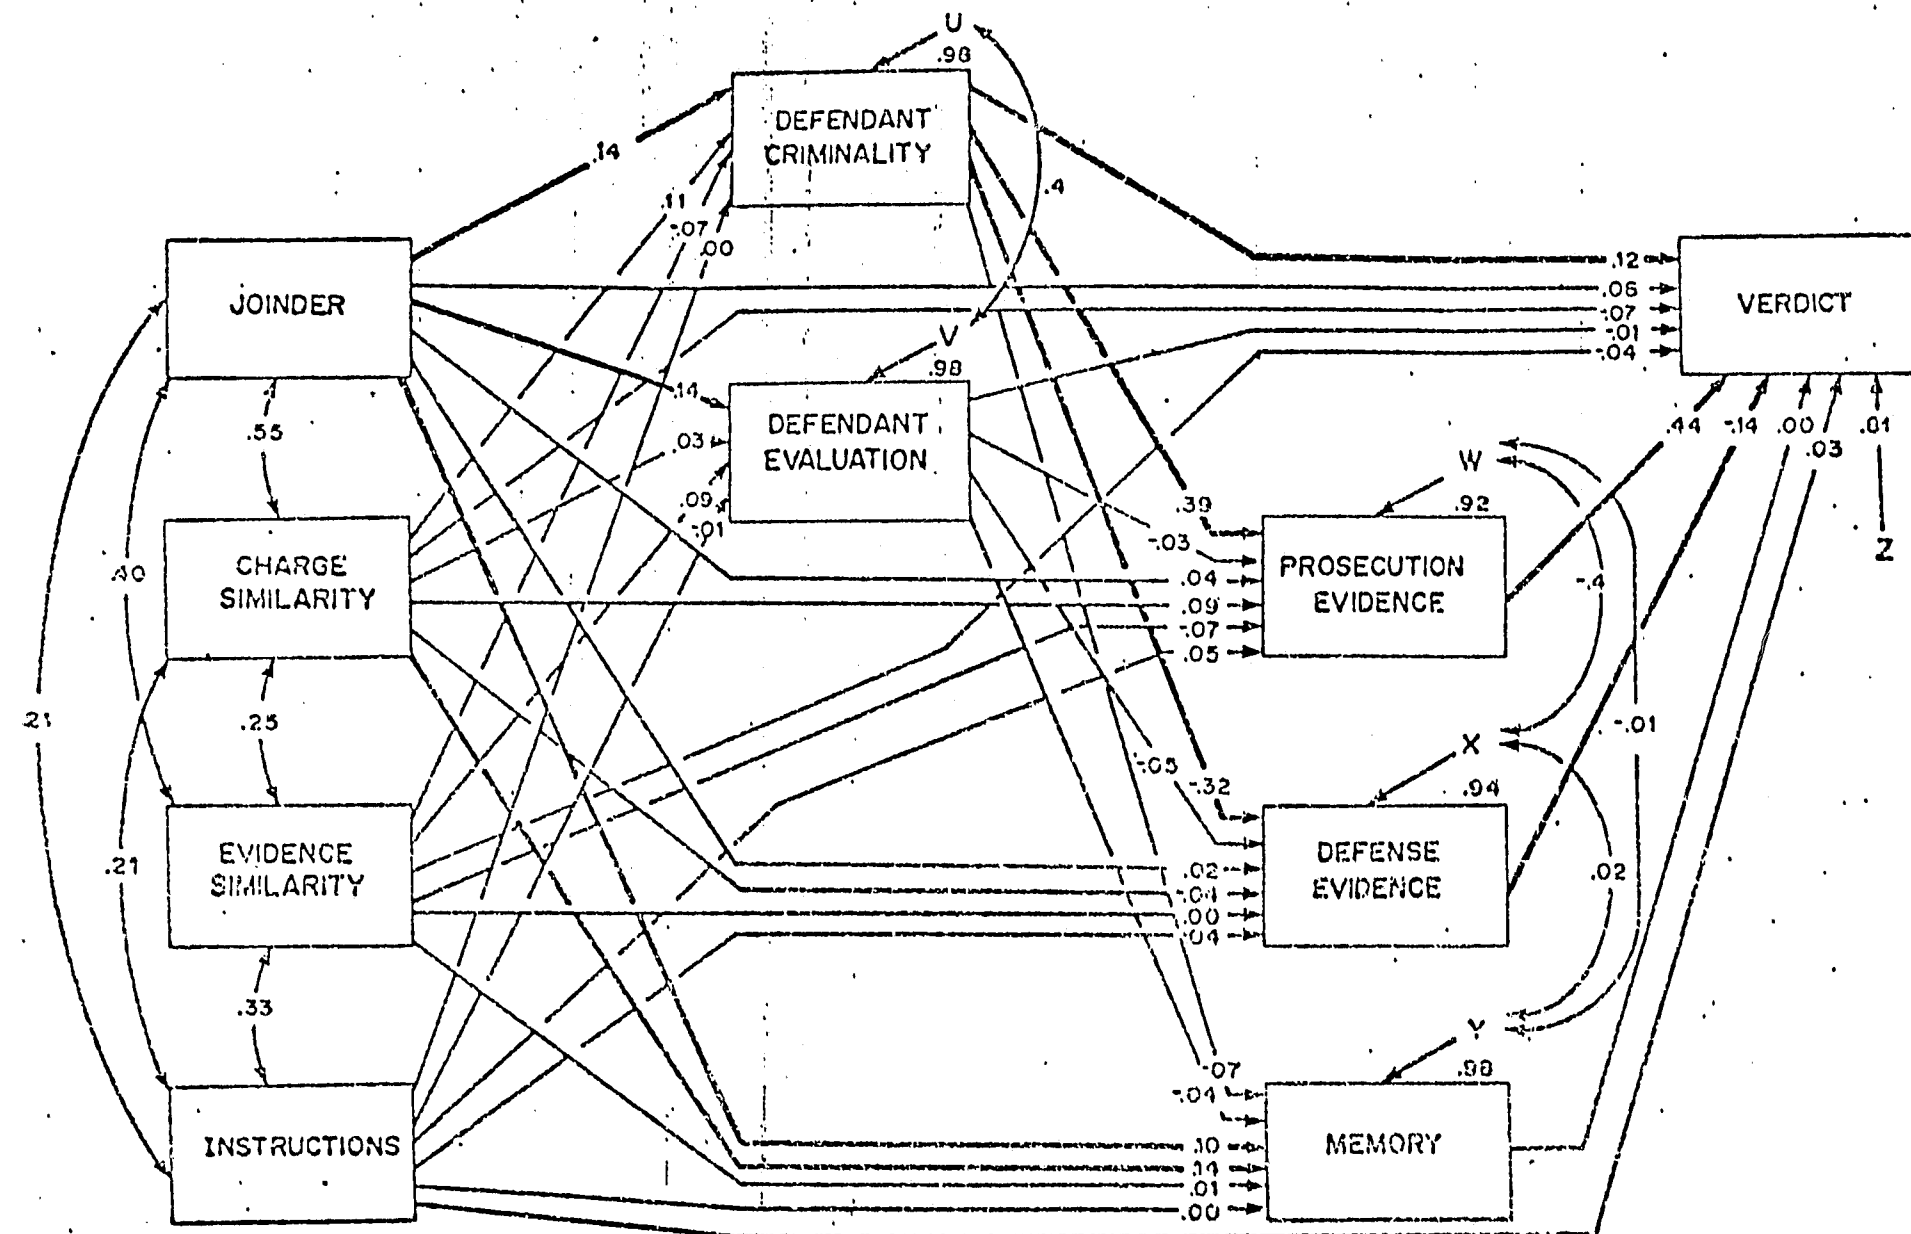 U
.98
DEFENDANT
CRIMINALITY
.14
.11
-.07
.00
.4
JOINDER
.12
.06
-.07
-.01
-.04
VERDICT
V
.98
.14
.03
.09
-.01
DEFENDANT
EVALUATION
.55
.44
-.14
.00
.03
.81
Z
W
.92
.39
-.03
.04
.09
-.07
.05
PROSECUTION
EVIDENCE
-.4
.40
CHARGE
SIMILARITY
.21
.25
-.01
X
.94
-.05
-.32
.02
-.04
.00
-.04
DEFENSE
EVIDENCE
.02
.21
EVIDENCE
SIMILARITY
.33
Y
.98
-.07
-.04
.10
.14
.01
.00
MEMORY
INSTRUCTIONS